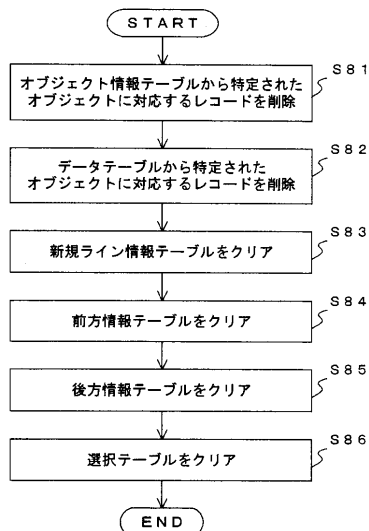 START
オブジェクト情報テーブルから特定された
オブジェクトに対応するレコードを削除
S81
データテーブルから特定された
オブジェクトに対応するレコードを削除
S82
新規ライン情報テーブルをクリア
S83
前方情報テーブルをクリア
S84
後方情報テーブルをクリア
S85
選択テーブルをクリア
S86
END